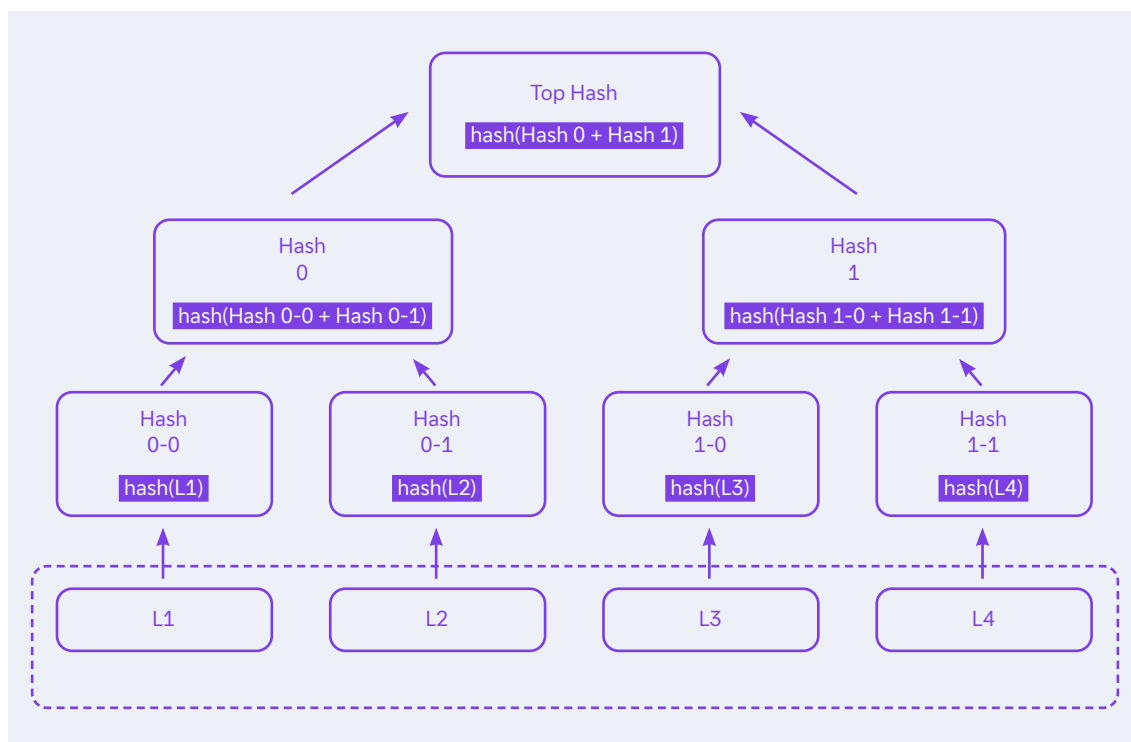 Top Hash
hash(Hash 0 + Hash 1)
Hash
0
hash(Hash 0-0 + Hash 0-1)
Hash
1
hash(Hash 1-0 + Hash 1-1)
Hash
0-0
hash(L1)
Hash
0-1
hash(L2)
Hash
1-0
hash(L3)
Hash
1-1
hash(L4)
L1
L2
L3
L4